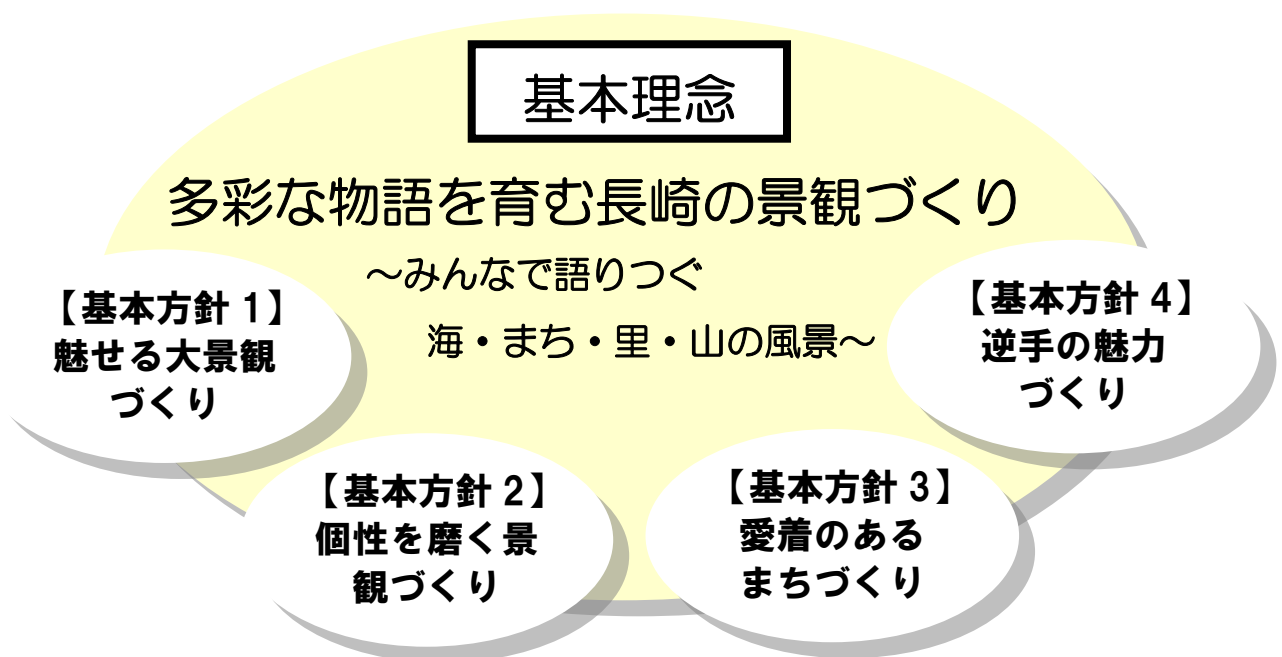 基本理念
多彩な物語を育む長崎の景観づくり
～みんなで語りつぐ
海・まち・里・山の風景～
【基本方針 1】
魅せる大景観
づくり
【基本方針 2】
個性を磨く景
観づくり
【基本方針 3】
愛着のある
まちづくり
【基本方針 4】
逆手の魅力
づくり